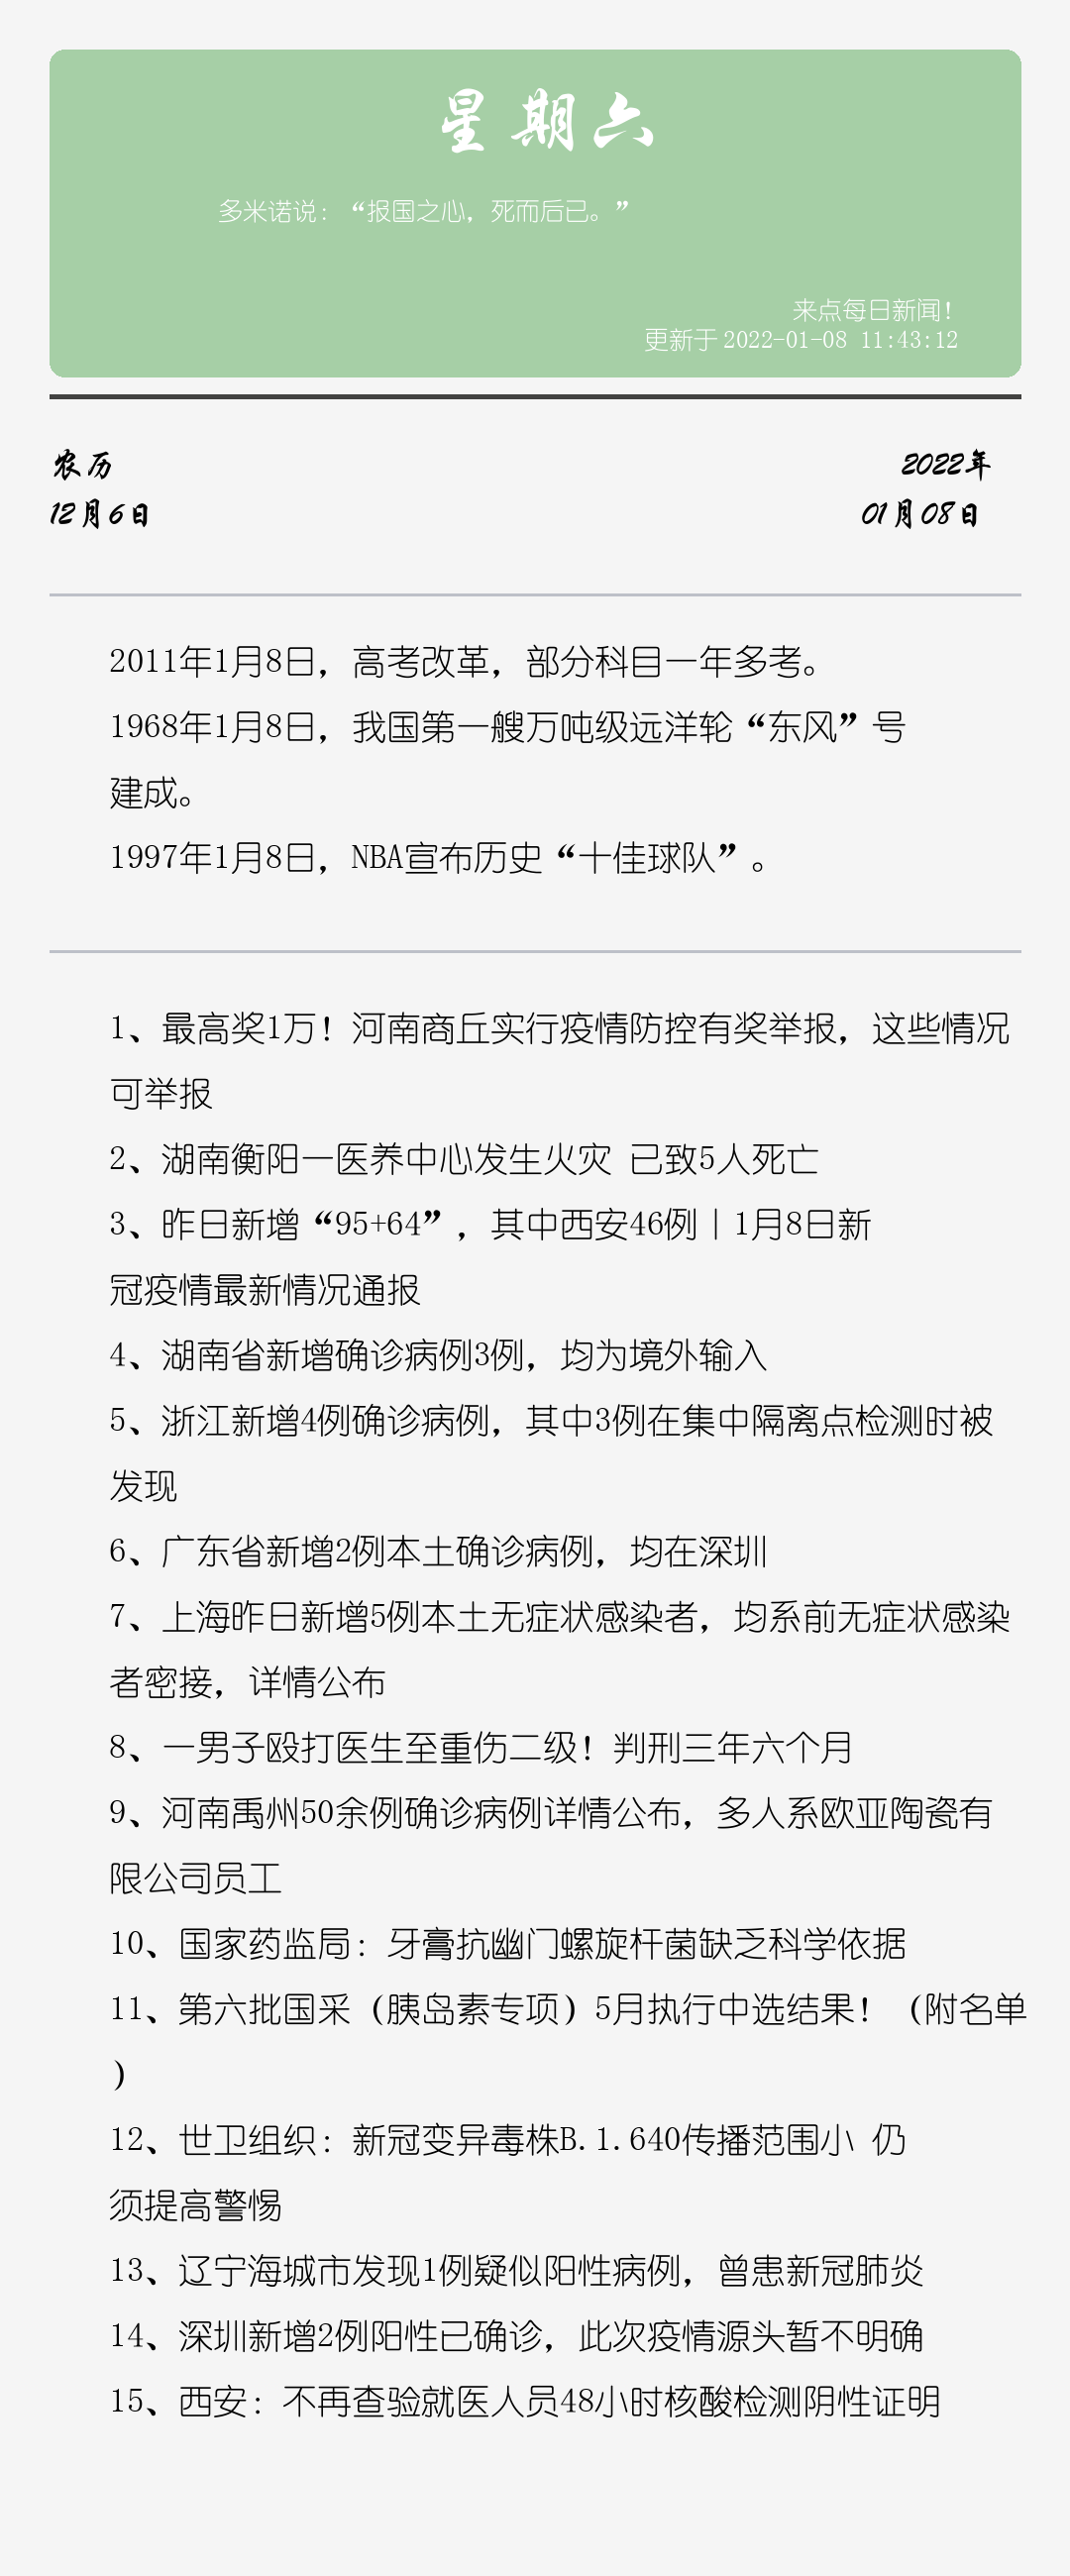 星期六
多米诺说：“报国之心，死而后已。”
来点每日新闻！
更新于 2022-01-08 11:43:12
农历
2022年
12月6日
01月08日
2011年1月8日，高考改革，部分科目一年多考。
1968年1月8日，我国第一艘万吨级远洋轮“东风”号
建成。
1997年1月8日，NBA宣布历史“十佳球队”。
1、最高奖1万！河南商丘实行疫情防控有奖举报，这些情况
可举报
2、湖南衡阳一医养中心发生火灾 已致5人死亡
3、昨日新增“95+64”，其中西安46例丨1月8日新
冠疫情最新情况通报
4、湖南省新增确诊病例3例，均为境外输入
5、浙江新增4例确诊病例，其中3例在集中隔离点检测时被
发现
6、广东省新增2例本土确诊病例，均在深圳
7、上海昨日新增5例本土无症状感染者，均系前无症状感染
者密接，详情公布
8、一男子殴打医生至重伤二级！判刑三年六个月
9、河南禹州50余例确诊病例详情公布，多人系欧亚陶瓷有
限公司员工
10、国家药监局：牙膏抗幽门螺旋杆菌缺乏科学依据
11、第六批国采（胰岛素专项）5月执行中选结果！（附名单
）
12、世卫组织：新冠变异毒株B.1.640传播范围小 仍
须提高警惕
13、辽宁海城市发现1例疑似阳性病例，曾患新冠肺炎
14、深圳新增2例阳性已确诊，此次疫情源头暂不明确
15、西安：不再查验就医人员48小时核酸检测阴性证明